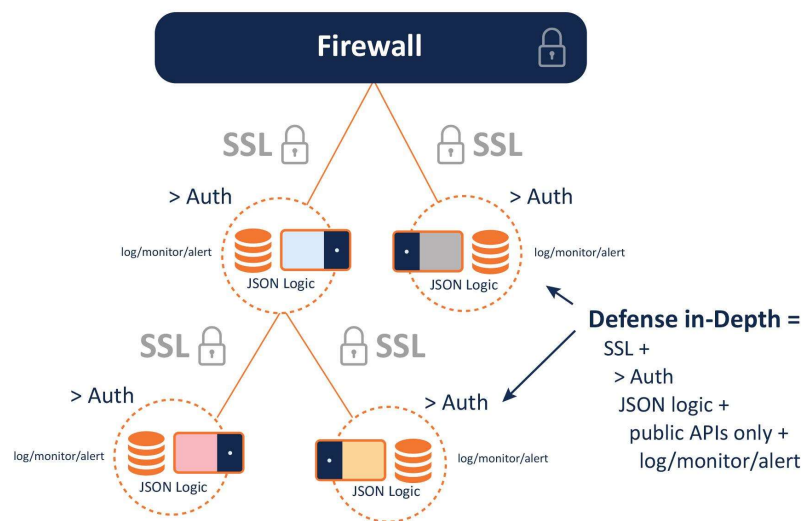 Firewall
SSL
SSL
> Auth
> Auth
log/monitor/alert
JSON Logic
JSON Logic
log/monitor/alert
Defense in-Depth =
SSL +
> Auth
JSON logic +
public APIs only +
log/monitor/alert
SSL
SSL
> Auth
> Auth
log/monitor/alert
JSON Logic
JSON Logic
log/monitor/alert